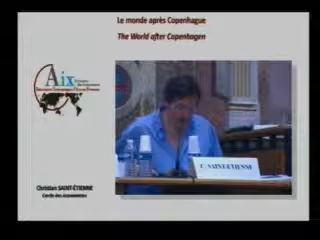 Le monde après Copenhague
The World after Copenhagen
Aix
C. SAINT-ETIENNE
Christian SAINT-ÉTIENNE
Cercle des économistes